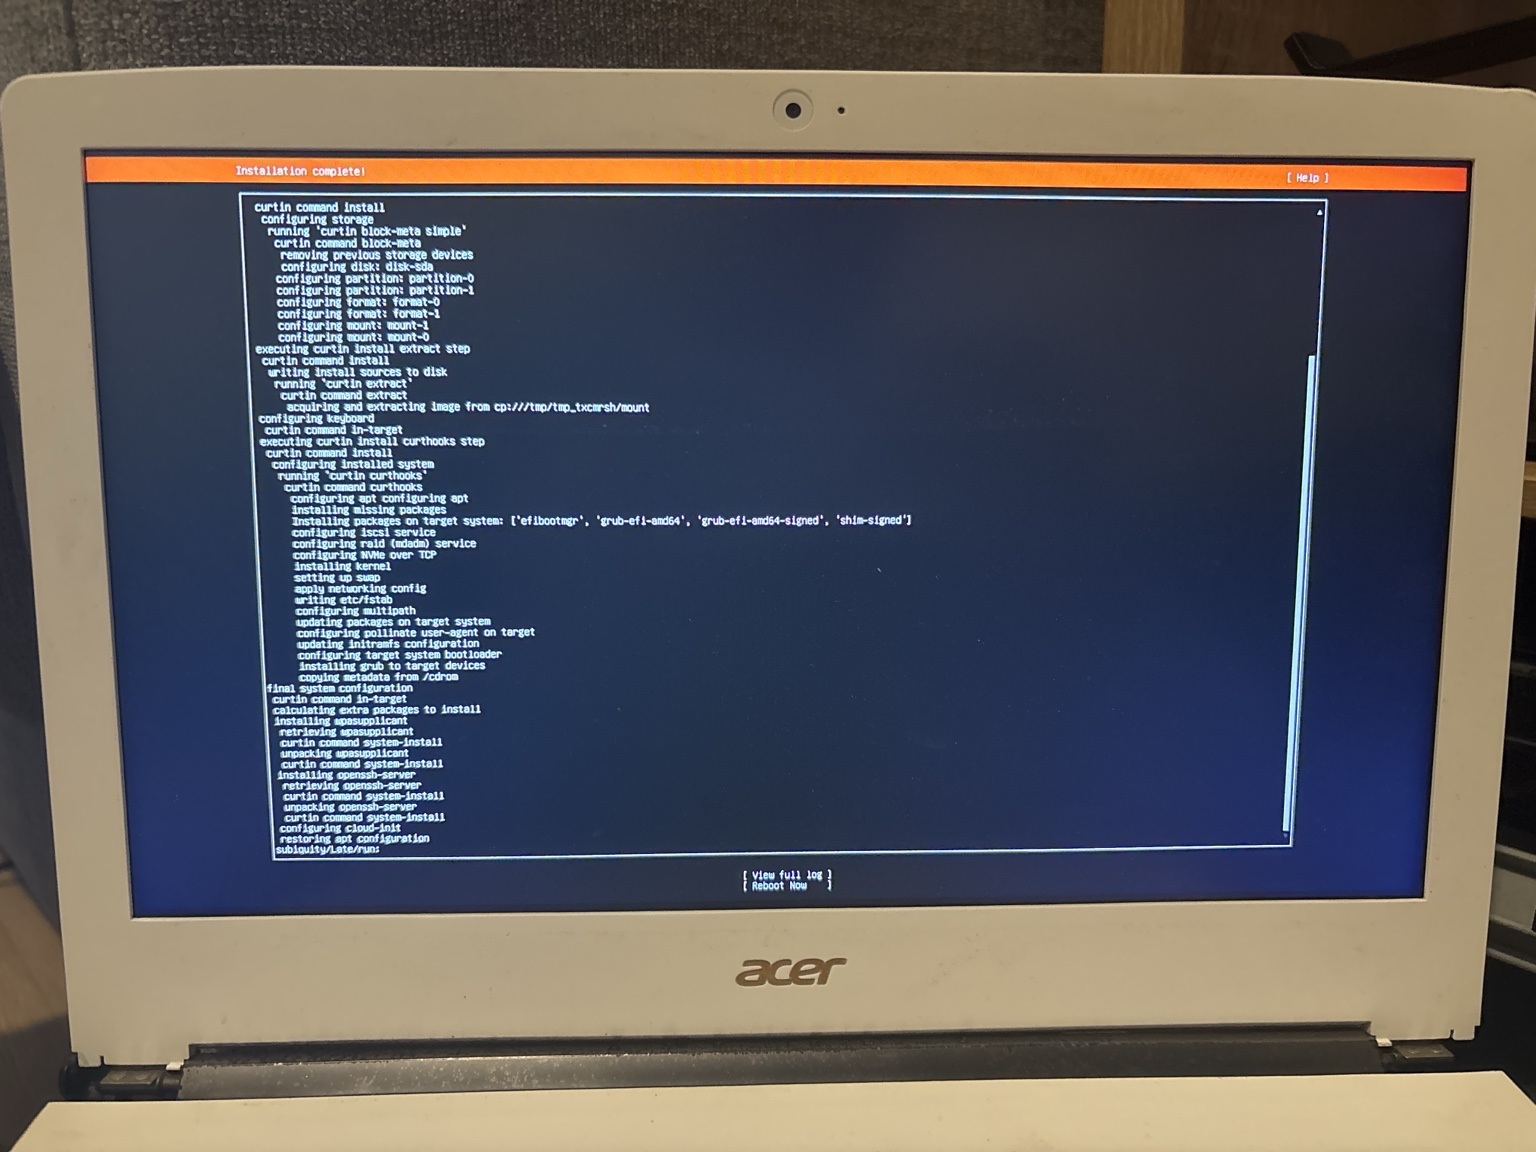 Installation complete!
[ Help ]
curtin command install
configuring storage
running 'curtin block-meta simple'
curtin command block-meta
removing previous storage devices
configuring disk: disk-sda
configuring partition: partition-0
configuring partition: partition-1
configuring format: format-0
configuring format: format-1
configuring mount: mount-1
configuring mount: mount-0
executing curtin install extract step
curtin command install
writing install sources to disk
running 'curtin extract'
curtin command extract
acquiring and extracting image from cp:///tmp/tmp_txcmrsh/mount
configuring keyboard
curtin command in-target
executing curtin install curthooks step
curtin command install
configuring installed system
running 'curtin curthooks'
curtin command curthooks
configuring apt configuring apt
installing missing packages
Installing packages on target system: ['efibootmgr', 'grub-efi-amd64', 'grub-efi-amd64-signed', 'shim-signed']
configuring iscsi service
configuring raid (mdadm) service
configuring NVMe over TCP
installing kernel
setting up swap
apply networking config
writing etc/fstab
configuring multipath
updating packages on target system
configuring pollinate user-agent on target
updating initramfs configuration
configuring target system bootloader
installing grub to target devices
copying metadata from /cdrom
final system configuration
curtin command in-target
calculating extra packages to install
installing wpasupplicant
retrieving wpasupplicant
curtin command system-install
unpacking wpasupplicant
curtin command system-install
installing openssh-server
retrieving openssh-server
curtin command system-install
unpacking openssh-server
curtin command system-install
configuring cloud-init
restoring apt configuration
subiquity/Late/run:
[ View full log ]
[ Reboot Now ]
acer